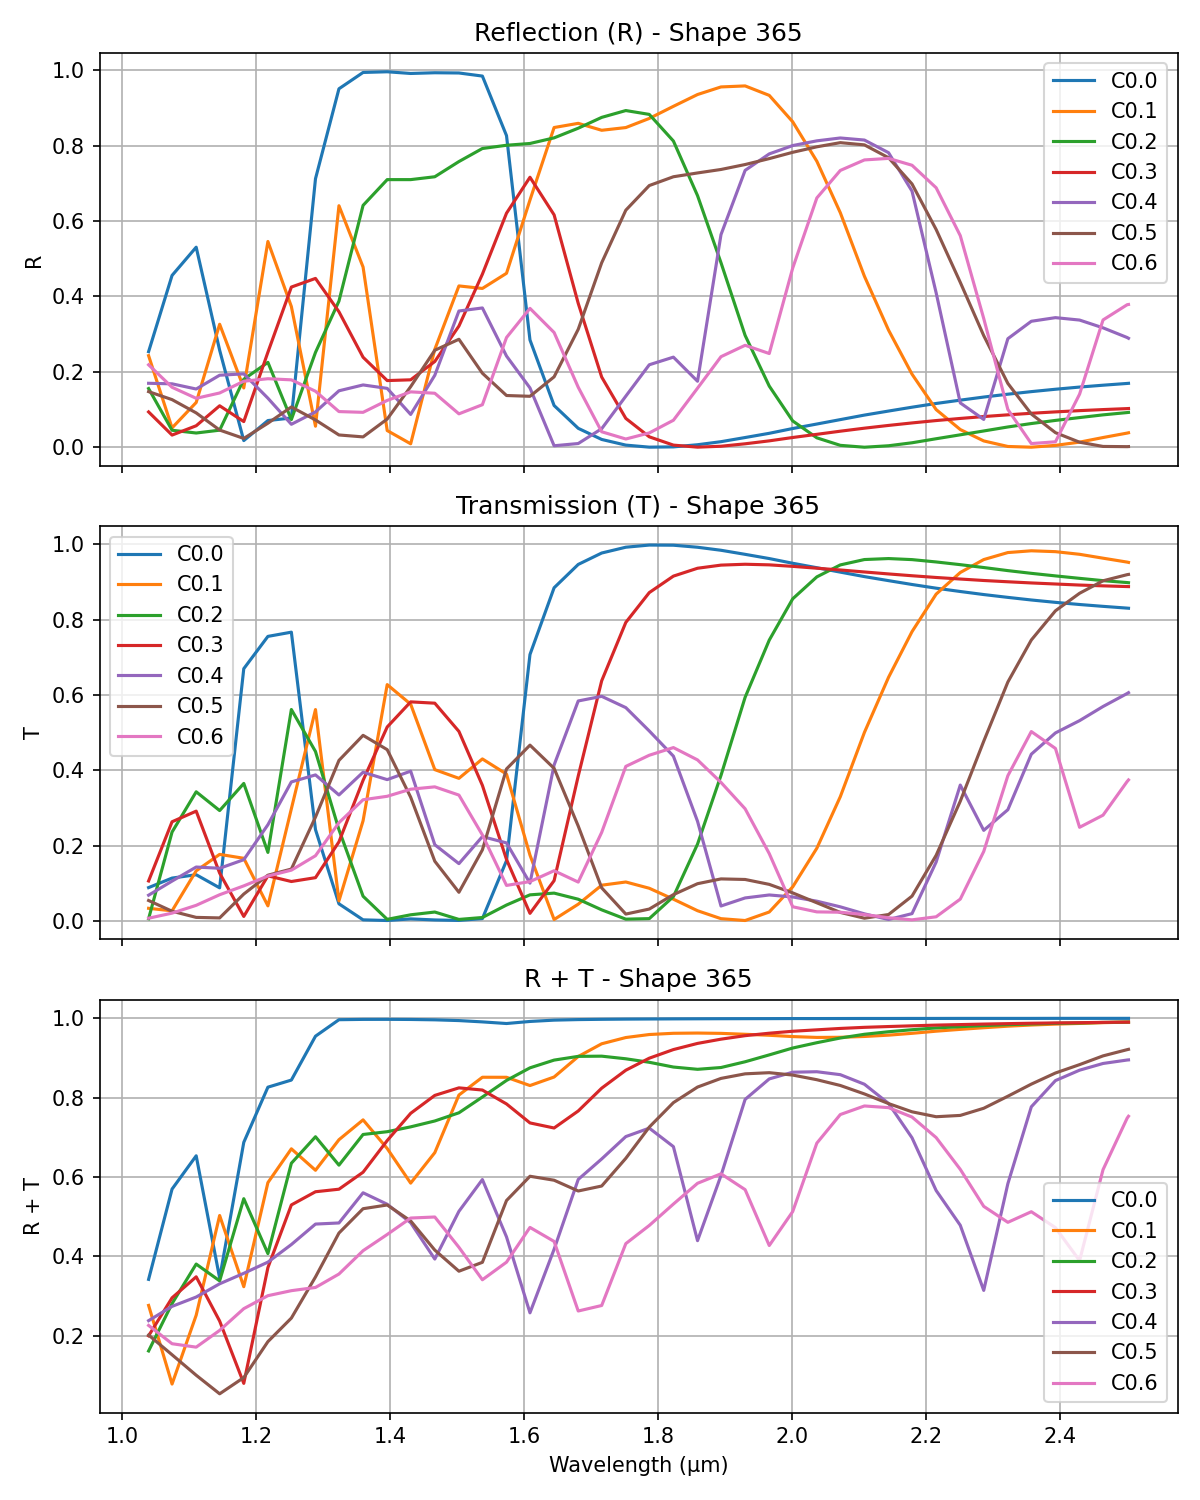 Reflection (R) - Shape 365
1.0
0.8
0.6
0.4
0.2
0.0
R
C0.0
C0.1
C0.2
C0.3
C0.4
C0.5
C0.6
Transmission (T) - Shape 365
1.0
0.8
0.6
0.4
0.2
0.0
T
C0.0
C0.1
C0.2
C0.3
C0.4
C0.5
C0.6
R + T - Shape 365
1.0
0.8
0.6
0.4
0.2
R + T
C0.0
C0.1
C0.2
C0.3
C0.4
C0.5
C0.6
1.0 1.2 1.4 1.6 1.8 2.0 2.2 2.4
Wavelength (μm)